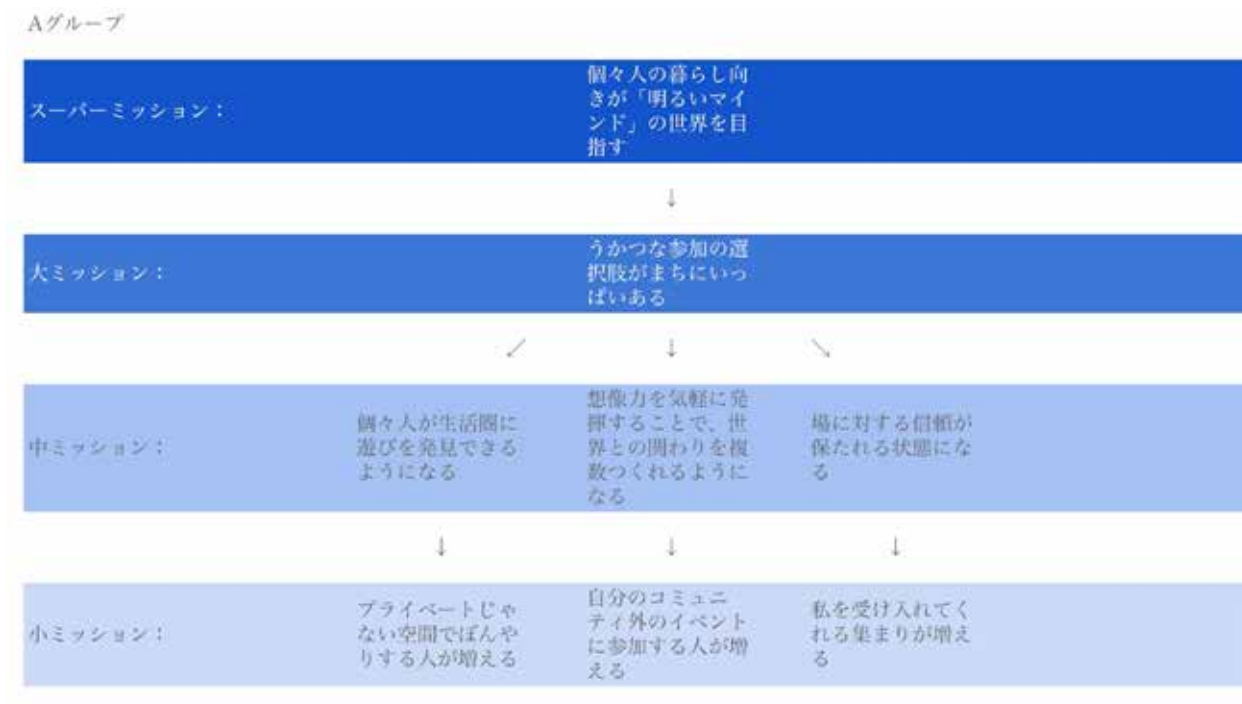 Aグループ
スーパーミッション：
個々人の暮らし向
きが「明るいマイ
ンド」の世界を目
指す
↓
大ミッション：
うかつな参加の選
択肢がまちにいっ
ぱいある
↙ ↓ ↘
中ミッション：
個々人が生活圏に
遊びを発見できる
ようになる
想像力を気軽に発
揮することで、世
界との関わりを複
数つくれるように
なる
場に対する信頼が
保たれる状態にな
る
↓ ↓ ↓
小ミッション：
プライベートじゃ
ない空間でぼんや
りする人が増える
自分のコミュニ
ティ外のイベント
に参加する人が増
える
私を受け入れてく
れる集まりが増え
る